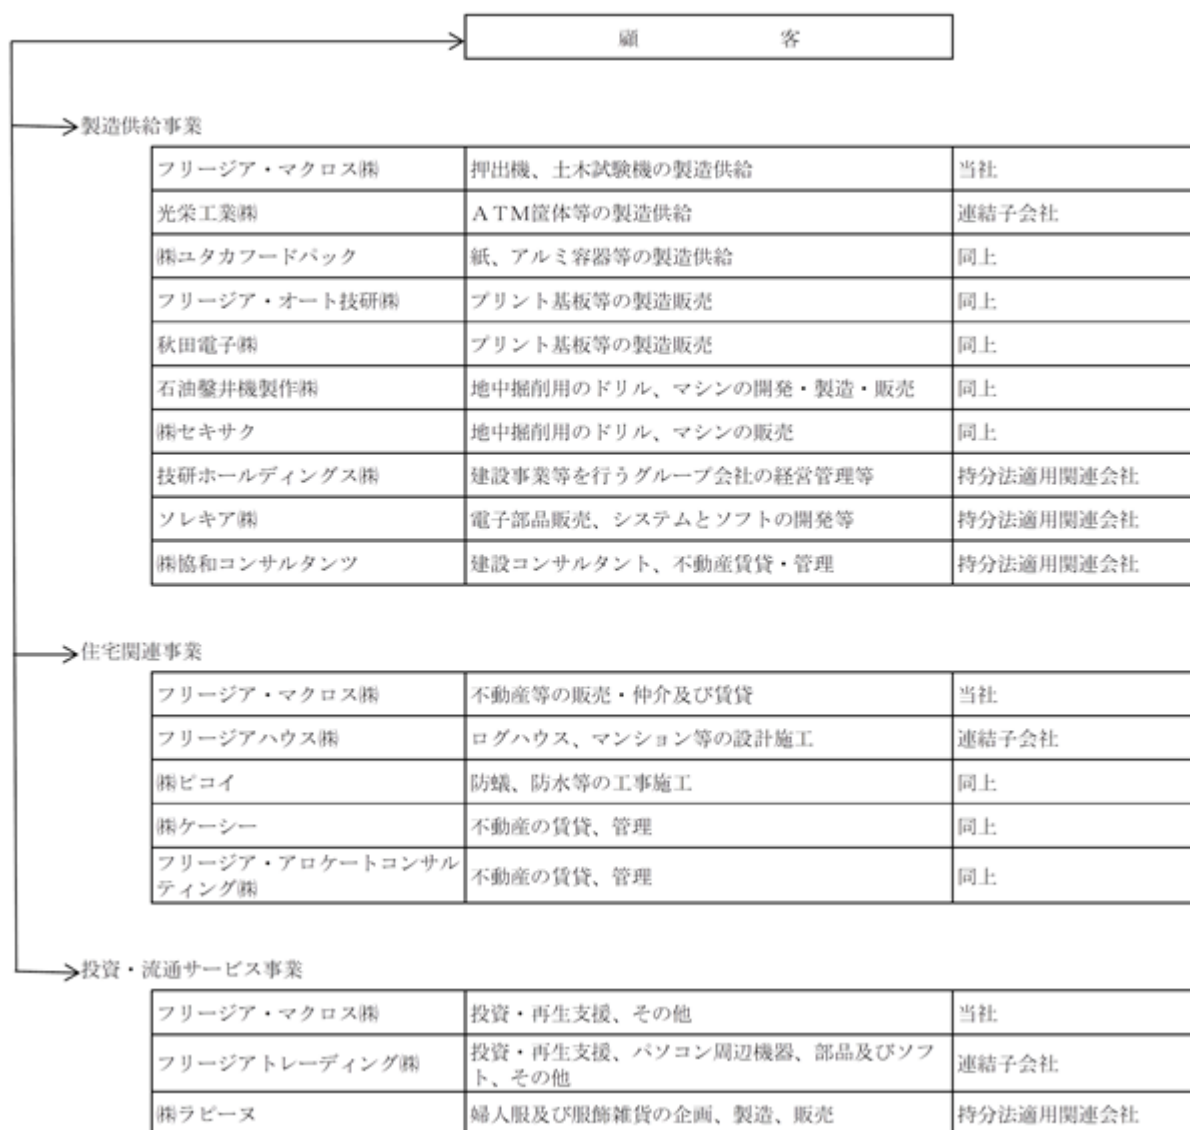 顧 客
製造供給事業
フリージア・マクロス㈱ 押出機、土木試験機の製造供給 当社
光栄工業㈱ ＡＴＭ筐体等の製造供給 連結子会社
㈱ユタカフードパック 紙、アルミ容器等の製造供給 同上
フリージア・オート技研㈱ プリント基板等の製造販売 同上
秋田電子㈱ プリント基板等の製造販売 同上
石油鑿井機製作㈱ 地中掘削用のドリル、マシンの開発・製造・販売 同上
㈱セキサク 地中掘削用のドリル、マシンの販売 同上
技研ホールディングス㈱ 建設事業等を行うグループ会社の経営管理等 持分法適用関連会社
ソレキア㈱ 電子部品販売、システムとソフトの開発等 持分法適用関連会社
㈱協和コンサルタンツ 建設コンサルタント、不動産賃貸・管理 持分法適用関連会社
住宅関連事業
フリージア・マクロス㈱ 不動産等の販売・仲介及び賃貸 当社
フリージアハウス㈱ ログハウス、マンション等の設計施工 連結子会社
㈱ピコイ 防蟻、防水等の工事施工 同上
㈱ケーシー 不動産の賃貸、管理 同上
フリージア・アロケートコンサル
ティング㈱ 不動産の賃貸、管理 同上
投資・流通サービス事業
フリージア・マクロス㈱ 投資・再生支援、その他 当社
フリージアトレーディング㈱ 投資・再生支援、パソコン周辺機器、部品及びソフ
ト、その他 連結子会社
㈱ラピーヌ 婦人服及び服飾雑貨の企画、製造、販売 持分法適用関連会社